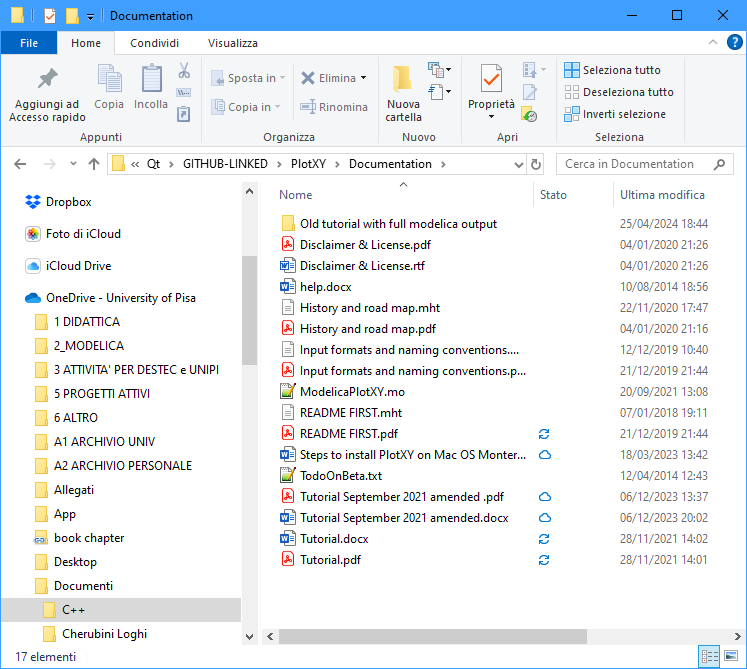 Documentation
File Home Condividi Visualizza
Aggiungi ad Accesso rapido
Copia
Incolla
Sposta in
Copia in
Elimina
Rinomina
Nuova cartella
Proprietà
Seleziona tutto
Deseleziona tutto
Inverti selezione
Appunti Organizza Nuovo Apri Seleziona
« Qt > GITHUB-LINKED > PlotXY > Documentation >
Cerca in Documentation
Dropbox
Foto di iCloud
iCloud Drive
OneDrive - University of Pisa
1 DIDATTICA
2_MODELICA
3 ATTIVITA' PER DESTEC e UNIPI
5 PROGETTI ATTIVI
6 ALTRO
A1 ARCHIVIO UNIV
A2 ARCHIVIO PERSONALE
Allegati
App
book chapter
Desktop
Documenti
C++
Cherubini Loghi
Nome Stato Ultima modifica
Old tutorial with full modelica output 25/04/2024 18:44
Disclaimer & License.pdf 04/01/2020 21:26
Disclaimer & License.rtf 04/01/2020 21:26
help.docx 10/08/2014 18:56
History and road map.mht 22/11/2020 17:47
History and road map.pdf 04/01/2020 21:16
Input formats and naming conventions.... 12/12/2019 10:40
Input formats and naming conventions.p... 21/12/2019 21:44
ModelicaPlotXY.mo 20/09/2021 13:08
README FIRST.mht 07/01/2018 19:11
README FIRST.pdf 21/12/2019 21:44
Steps to install PlotXY on Mac OS Monter... 18/03/2023 13:42
TodoOnBeta.txt 12/04/2014 12:43
Tutorial September 2021 amended .pdf 06/12/2023 13:37
Tutorial September 2021 amended.docx 06/12/2023 20:02
Tutorial.docx 28/11/2021 14:02
Tutorial.pdf 28/11/2021 14:01
17 elementi